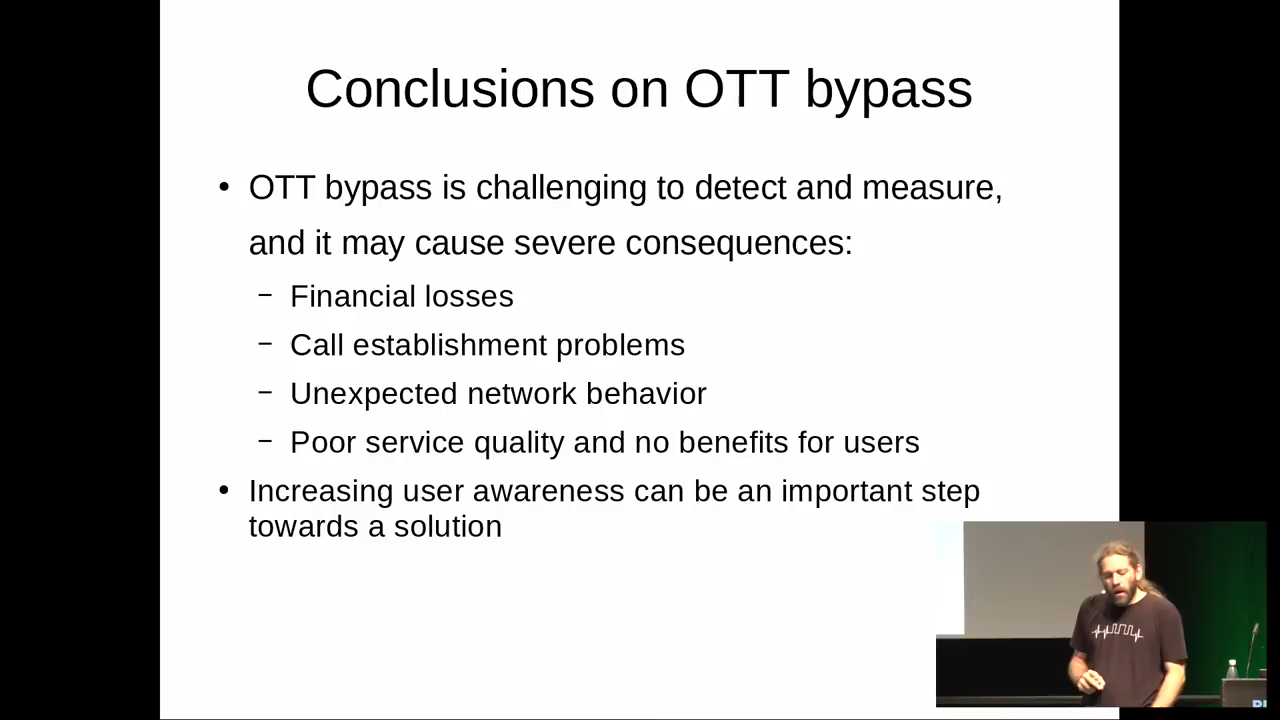 Conclusions on OTT bypass
• OTT bypass is challenging to detect and measure,
and it may cause severe consequences:
– Financial losses
– Call establishment problems
– Unexpected network behavior
– Poor service quality and no benefits for users
• Increasing user awareness can be an important step
towards a solution